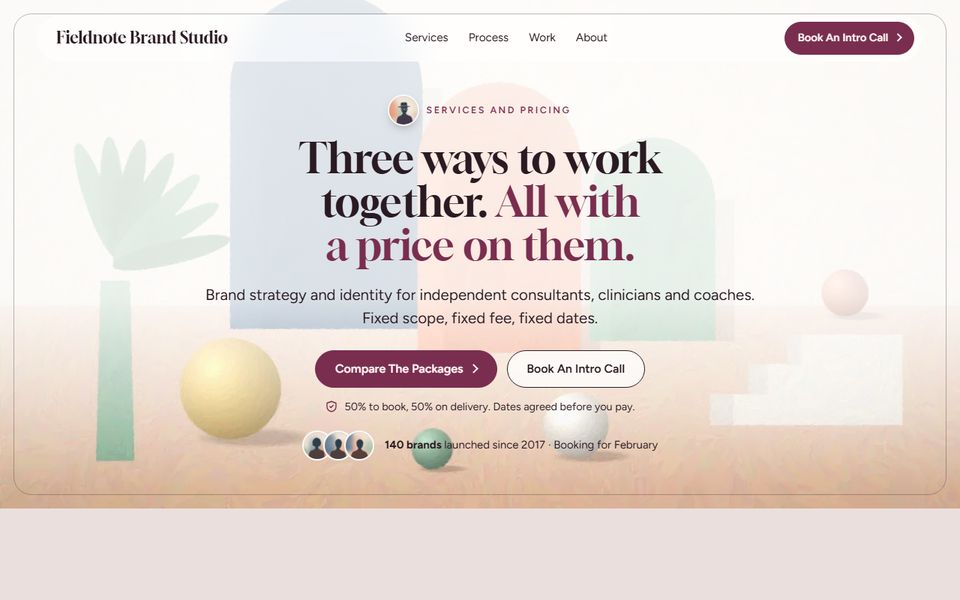 Fieldnote Brand Studio
Services Process Work About
Book An Intro Call
SERVICES AND PRICING
Three ways to work
together. All with
a price on them.
Brand strategy and identity for independent consultants, clinicians and coaches.
Fixed scope, fixed fee, fixed dates.
Compare The Packages
Book An Intro Call
50% to book, 50% on delivery. Dates agreed before you pay.
140 brands launched since 2017 · Booking for February